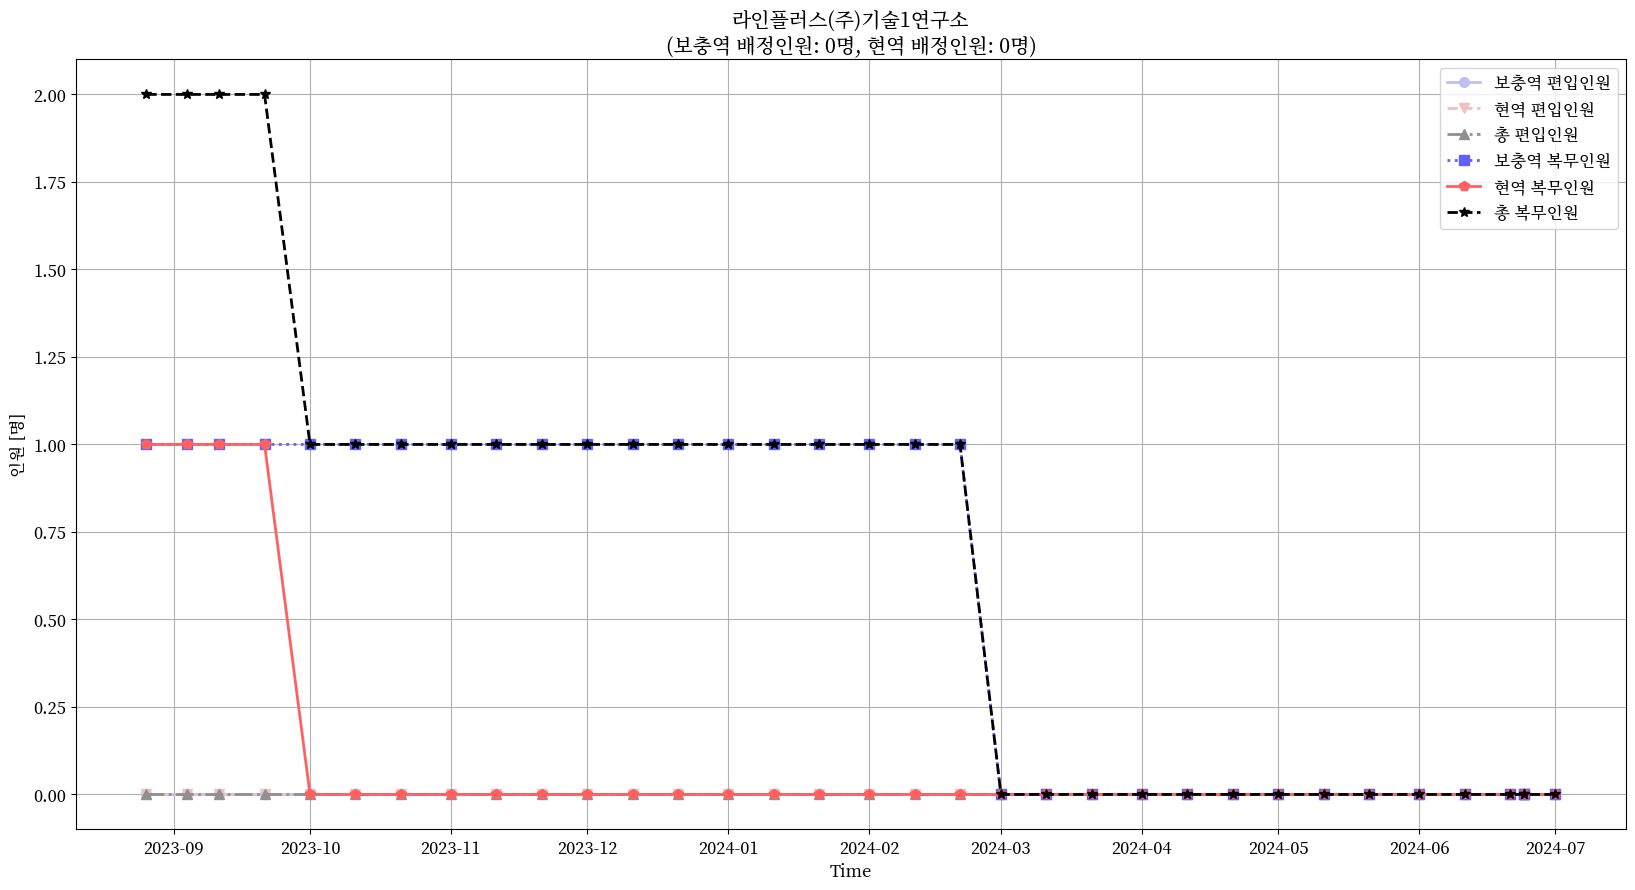 라인플러스(주)기술1연구소
(보충역 배정인원: 0명, 현역 배정인원: 0명)
보충역 편입인원
현역 편입인원
총 편입인원
보충역 복무인원
현역 복무인원
총 복무인원
인원 [명]
2.00
1.75
1.50
1.25
1.00
0.75
0.50
0.25
0.00
2023-09 2023-10 2023-11 2023-12 2024-01 2024-02 2024-03 2024-04 2024-05 2024-06 2024-07
Time